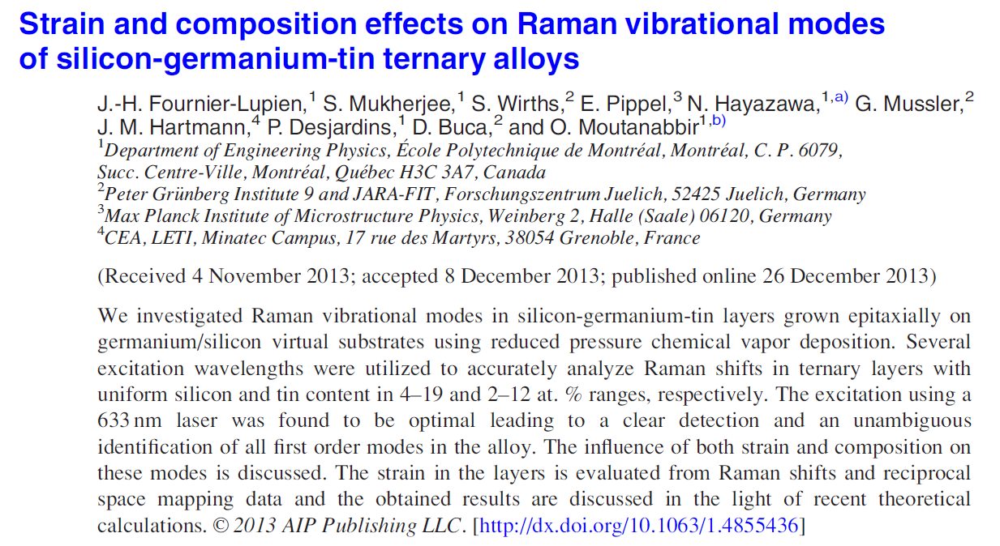 Strain and composition effects on Raman vibrational modes
of silicon-germanium-tin ternary alloys
J.-H. Fournier-Lupien,1 S. Mukherjee,1 S. Wirths,2 E. Pippel,3 N. Hayazawa,1,a) G. Mussler,2
J. M. Hartmann,4 P. Desjardins,1 D. Buca,2 and O. Moutanabbir1,b)
1Department of Engineering Physics, École Polytechnique de Montréal, Montréal, C. P. 6079,
Succ. Centre-Ville, Montréal, Québec H3C 3A7, Canada
2Peter Grünberg Institute 9 and JARA-FIT, Forschungszentrum Juelich, 52425 Juelich, Germany
3Max Planck Institute of Microstructure Physics, Weinberg 2, Halle (Saale) 06120, Germany
4CEA, LETI, Minatec Campus, 17 rue des Martyrs, 38054 Grenoble, France
(Received 4 November 2013; accepted 8 December 2013; published online 26 December 2013)
We investigated Raman vibrational modes in silicon-germanium-tin layers grown epitaxially on
germanium/silicon virtual substrates using reduced pressure chemical vapor deposition. Several
excitation wavelengths were utilized to accurately analyze Raman shifts in ternary layers with
uniform silicon and tin content in 4–19 and 2–12 at. % ranges, respectively. The excitation using a
633 nm laser was found to be optimal leading to a clear detection and an unambiguous
identification of all first order modes in the alloy. The influence of both strain and composition on
these modes is discussed. The strain in the layers is evaluated from Raman shifts and reciprocal
space mapping data and the obtained results are discussed in the light of recent theoretical
calculations. © 2013 AIP Publishing LLC. [http://dx.doi.org/10.1063/1.4855436]